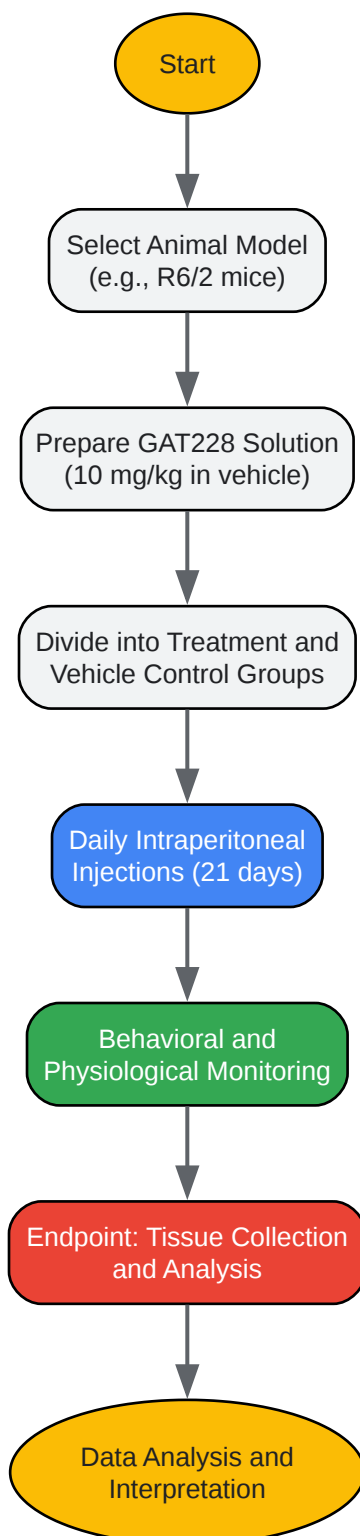 Start
Select Animal Model
(e.g., R6/2 mice)
Prepare GAT228 Solution
(10 mg/kg in vehicle)
Divide into Treatment and
Vehicle Control Groups
Daily Intraperitoneal
Injections (21 days)
Behavioral and
Physiological Monitoring
Endpoint: Tissue Collection
and Analysis
Data Analysis and
Interpretation